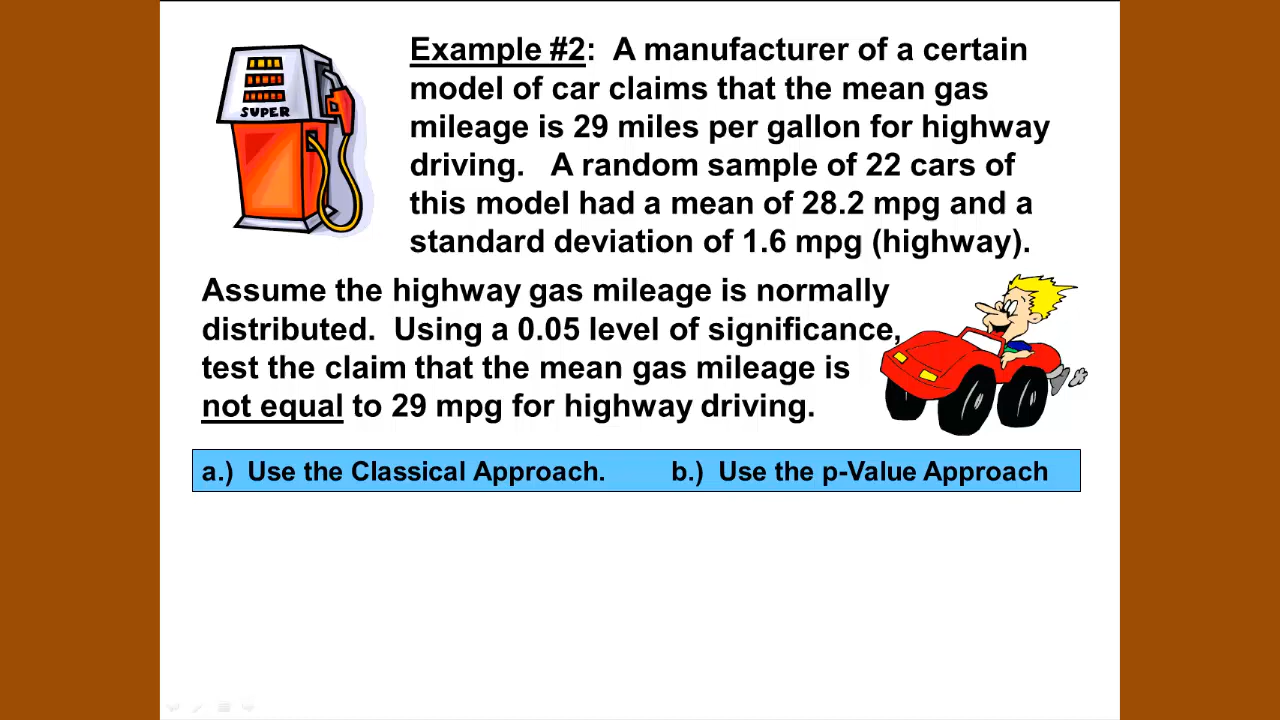 SUPER
Example #2:  A manufacturer of a certain
model of car claims that the mean gas
mileage is 29 miles per gallon for highway
driving.   A random sample of 22 cars of
this model had a mean of 28.2 mpg and a
standard deviation of 1.6 mpg (highway).
Assume the highway gas mileage is normally
distributed.  Using a 0.05 level of significance,
test the claim that the mean gas mileage is
not equal to 29 mpg for highway driving.
a.)  Use the Classical Approach.        b.)  Use the p-Value Approach